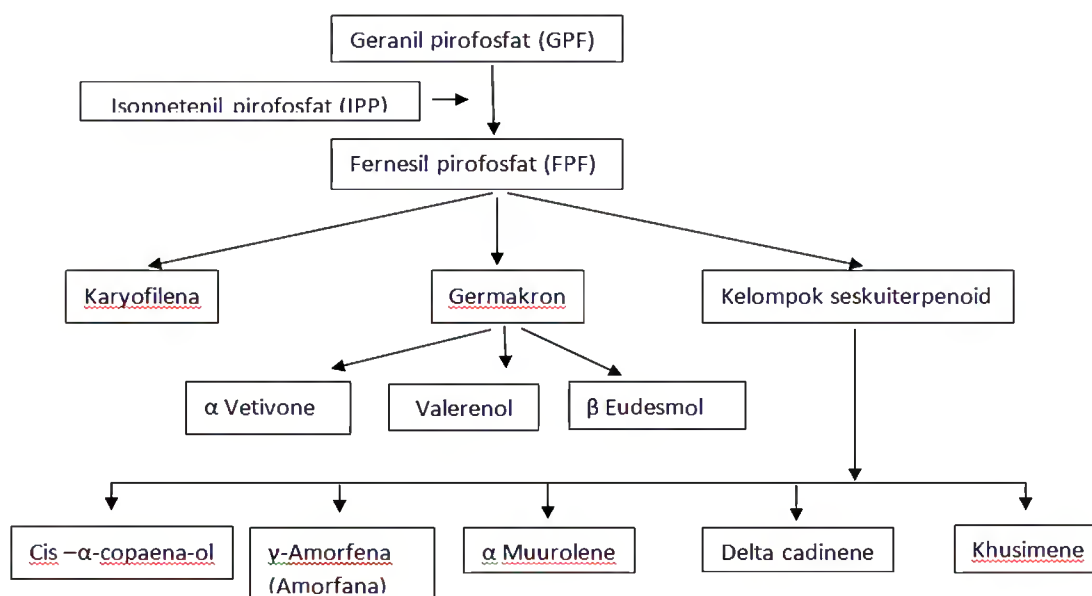 Geranil pirofosfat (GPF)
Isonnetenil pirofosfat (IPP)
Fernesil pirofosfat (FPF)
Karyofilena
Germakron
Kelompok seskuiterpenoid
α Vetivone
Valerenol
β Eudesmol
Cis –α-copaena-ol
γ-Amorfena
(Amorfana)
α Muurolene
Delta cadinene
Khusimene